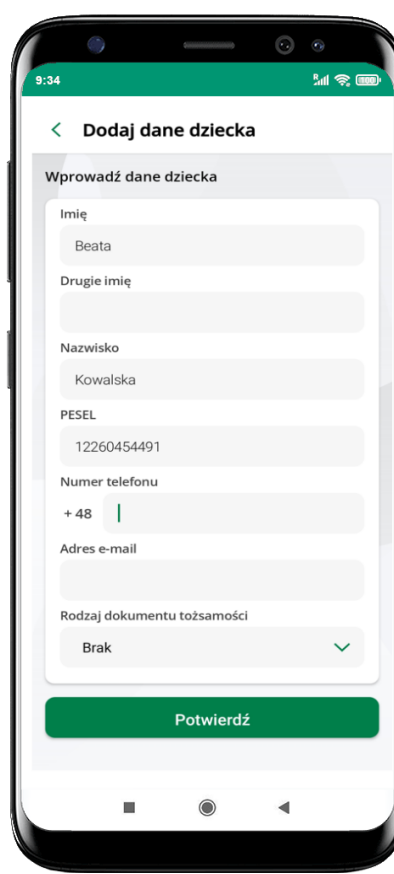 9:34
Dodaj dane dziecka
Wprowadź dane dziecka
Imię
Beata
Drugie imię
Nazwisko
Kowalska
PESEL
12260454491
Numer telefonu
+ 48
Adres e-mail
Rodzaj dokumentu tożsamości
Brak
Potwierdź